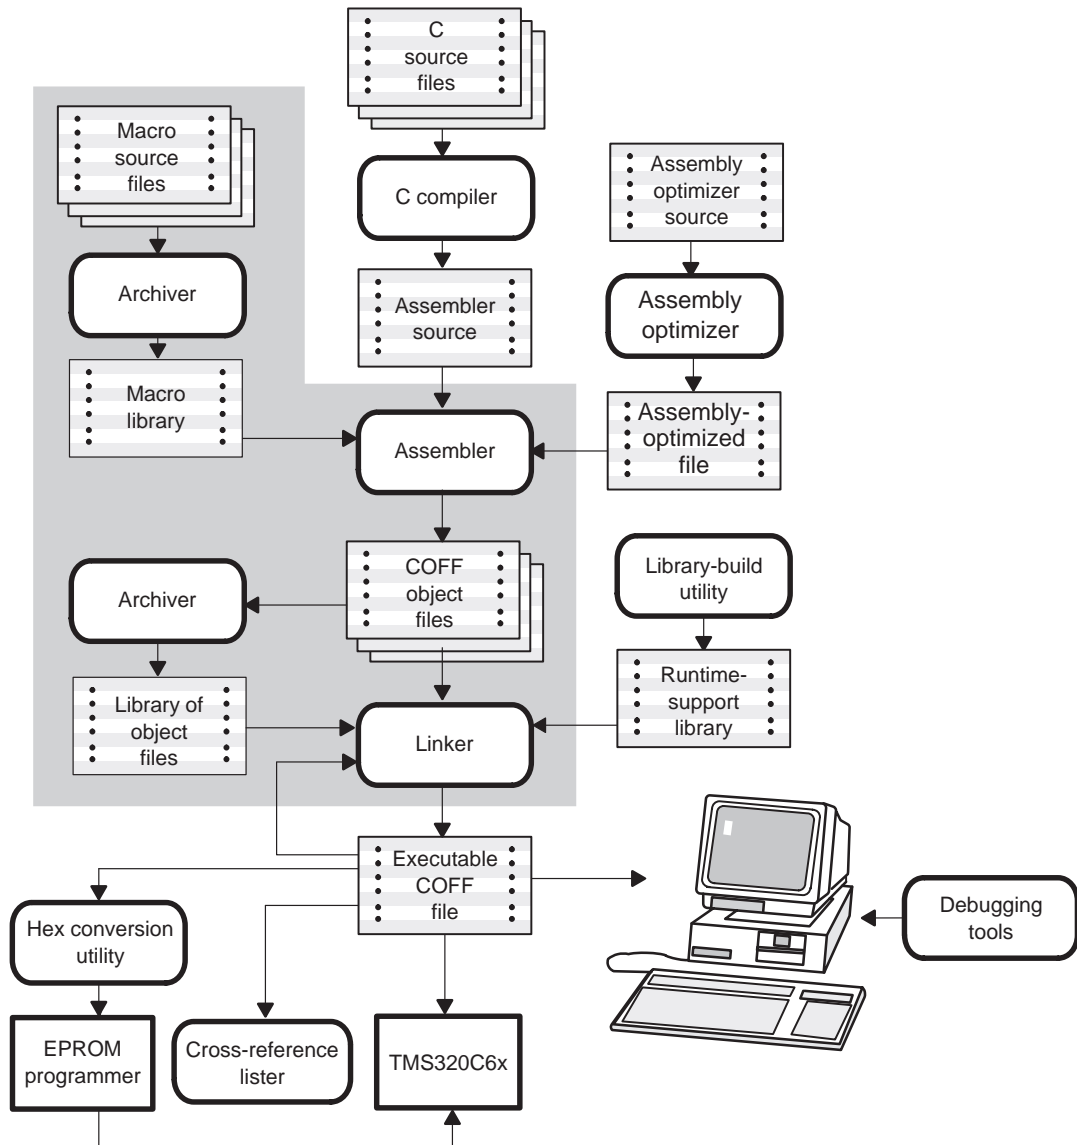 C
source
files
Macro
source
files
C compiler
Assembly
optimizer
source
Archiver
Assembler
source
Assembly
optimizer
Macro
library
Assembler
Assembly-
optimized
file
Archiver
COFF
object
files
Library-build
utility
Library of
object
files
Linker
Runtime-
support
library
Executable
COFF
file
Debugging
tools
Hex conversion
utility
EPROM
programmer
Cross-reference
lister
TMS320C6x